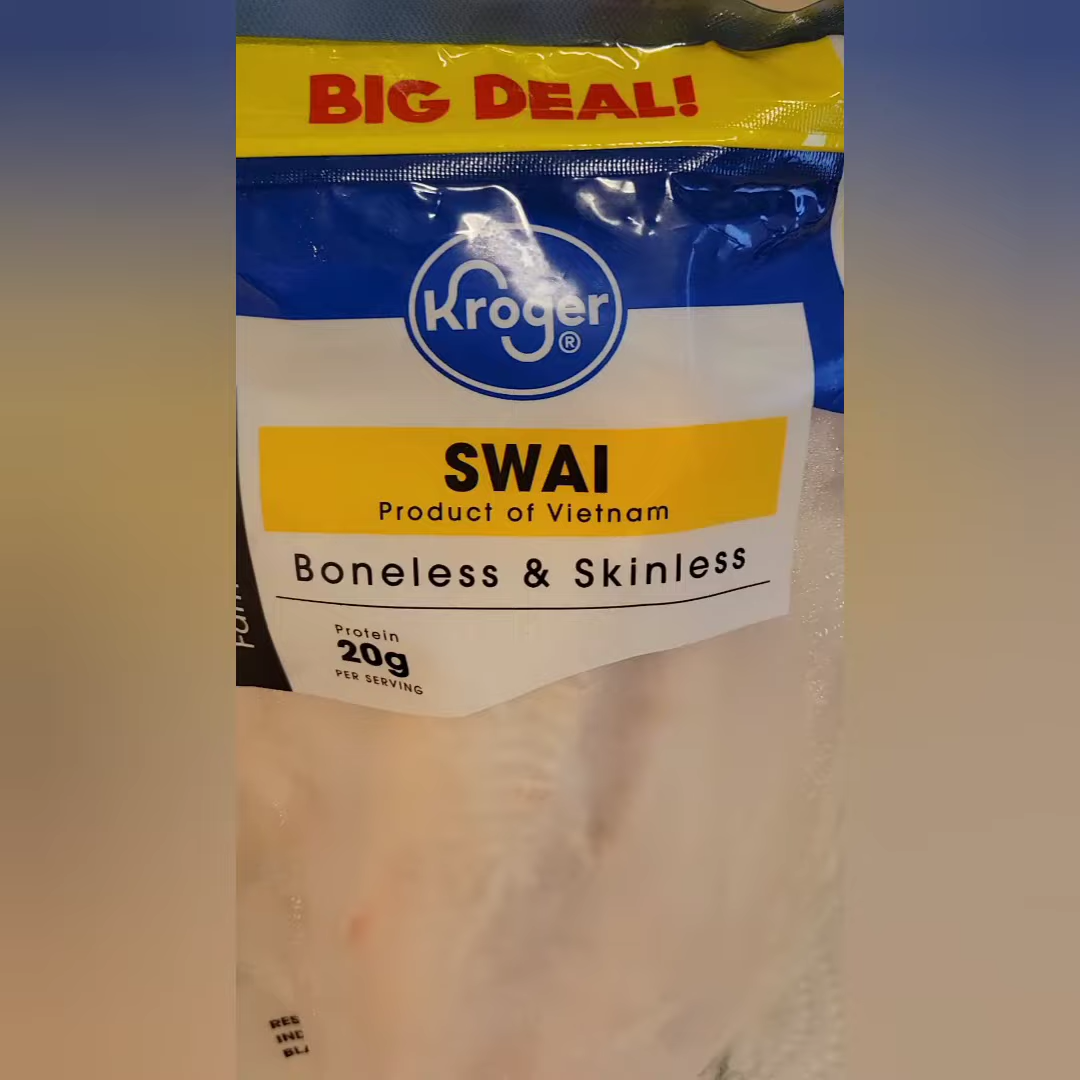 BIG DEAL!
Kroger®
SWAI
Product of Vietnam
Boneless & Skinless
Protein
20g
PER SERVING